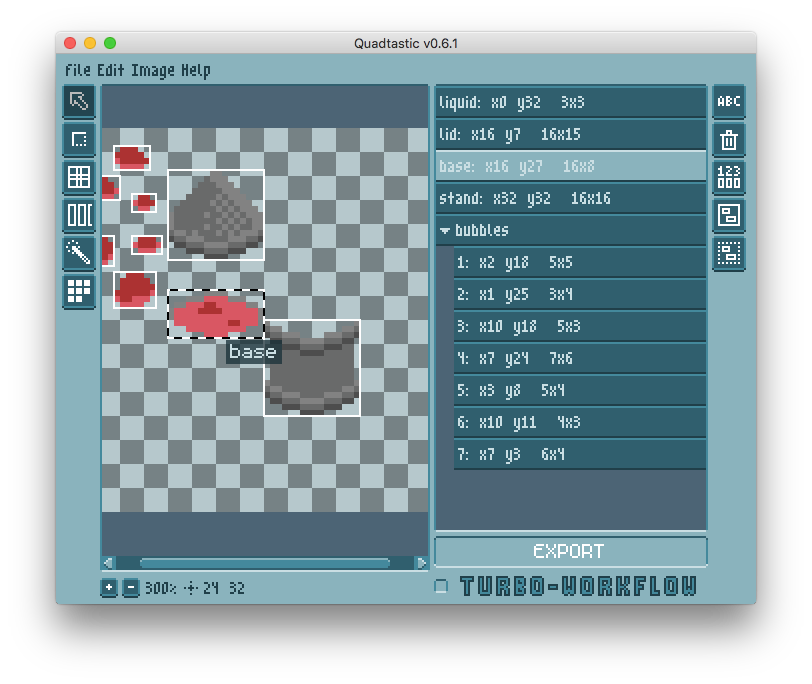 Quadtastic v0.6.1
File Edit Image Help
liquid: x0 y32 3x3
ABC
lid: x16 y7 16x15
base: x16 y27 16x8
123
stand: x32 y32 16x16
bubbles
1: x2 y18 5x5
2: x1 y25 3x4
3: x10 y18 5x3
4: x7 y24 7x6
5: x3 y8 5x4
6: x10 y11 4x3
7: x7 y3 6x4
base
EXPORT
+ - 300% 24 32
TURBO-WORKFLOW